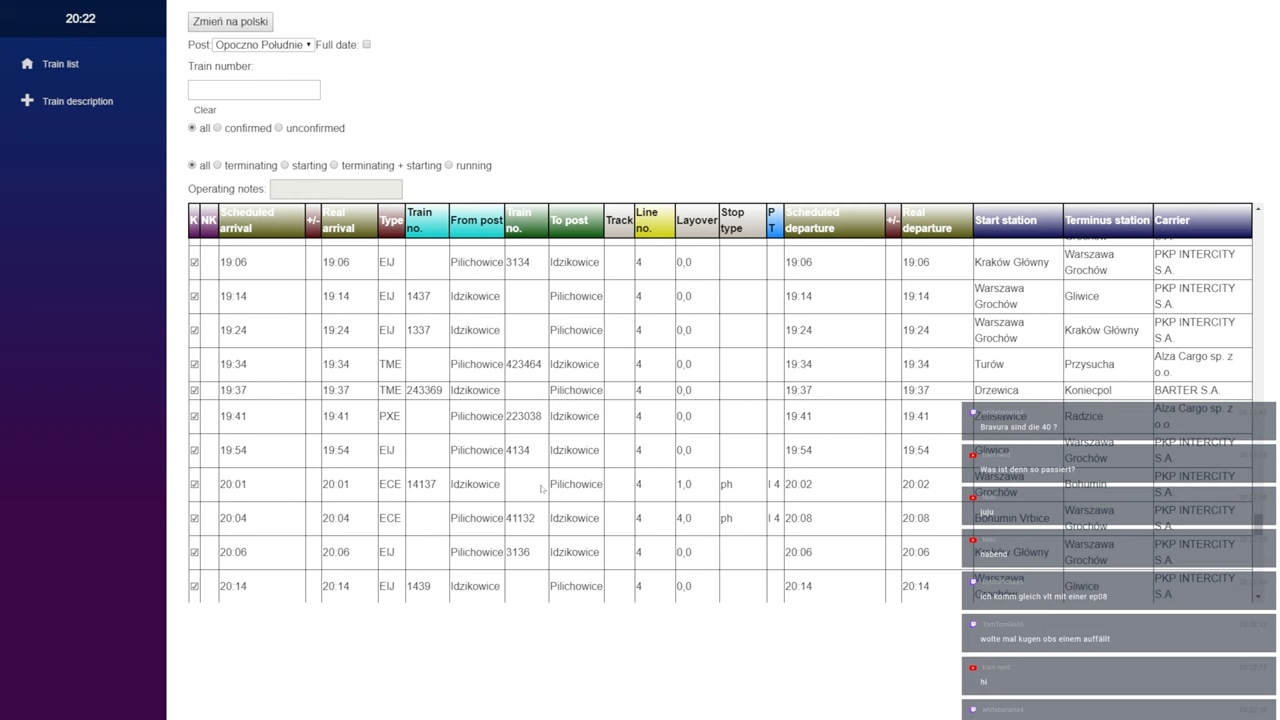 20:22
Train list
Train description
Zmień na polski
Post: Opoczno Południe Full date:
Train number:
Clear
all confirmed unconfirmed
all terminating starting terminating + starting running
Operating notes:
K NK Scheduled arrival +/- Real arrival Type Train no. From post Train no. To post Track Line no. Layover Stop type P T Scheduled departure +/- Real departure Start station Terminus station Carrier
19:06 19:06 EIJ Pilichowice 3134 Idzikowice 4 0,0 19:06 19:06 Kraków Główny Warszawa Grochów PKP INTERCITY S.A.
19:14 19:14 EIJ 1437 Idzikowice Pilichowice 4 0,0 19:14 19:14 Warszawa Grochów Gliwice PKP INTERCITY S.A.
19:24 19:24 EIJ 1337 Idzikowice Pilichowice 4 0,0 19:24 19:24 Warszawa Grochów Kraków Główny PKP INTERCITY S.A.
19:34 19:34 TME Pilichowice 423464 Idzikowice 4 0,0 19:34 19:34 Turów Przysucha Alza Cargo sp. z o.o.
19:37 19:37 TME 243369 Idzikowice Pilichowice 4 0,0 19:37 19:37 Drzewica Koniecpol BARTER S.A.
19:41 19:41 PXE Pilichowice 223038 Idzikowice 4 0,0 19:41 19:41 Żelisławice Radzice Alza Cargo sp. z o.o.
19:54 19:54 EIJ Pilichowice 4134 Idzikowice 4 0,0 19:54 19:54 Gliwice Warszawa Grochów PKP INTERCITY S.A.
20:01 20:01 ECE 14137 Idzikowice Pilichowice 4 1,0 ph I 4 20:02 20:02 Warszawa Grochów Bohumin PKP INTERCITY S.A.
20:04 20:04 ECE Pilichowice 41132 Idzikowice 4 4,0 ph I 4 20:08 20:08 Bohumin Vrbice Warszawa Grochów PKP INTERCITY S.A.
20:06 20:06 EIJ Pilichowice 3136 Idzikowice 4 0,0 20:06 20:06 Kraków Główny Warszawa Grochów PKP INTERCITY S.A.
20:14 20:14 EIJ 1439 Idzikowice Pilichowice 4 0,0 20:14 20:14 Warszawa Grochów Gliwice PKP INTERCITY S.A.
Bravura sind die 40 ?
train nerd
Was ist denn so passiert?
juju
habend
ich komm gleich vlt mit einer ep08
wolte mal kugen obs einem auffällt
train nerd
hi